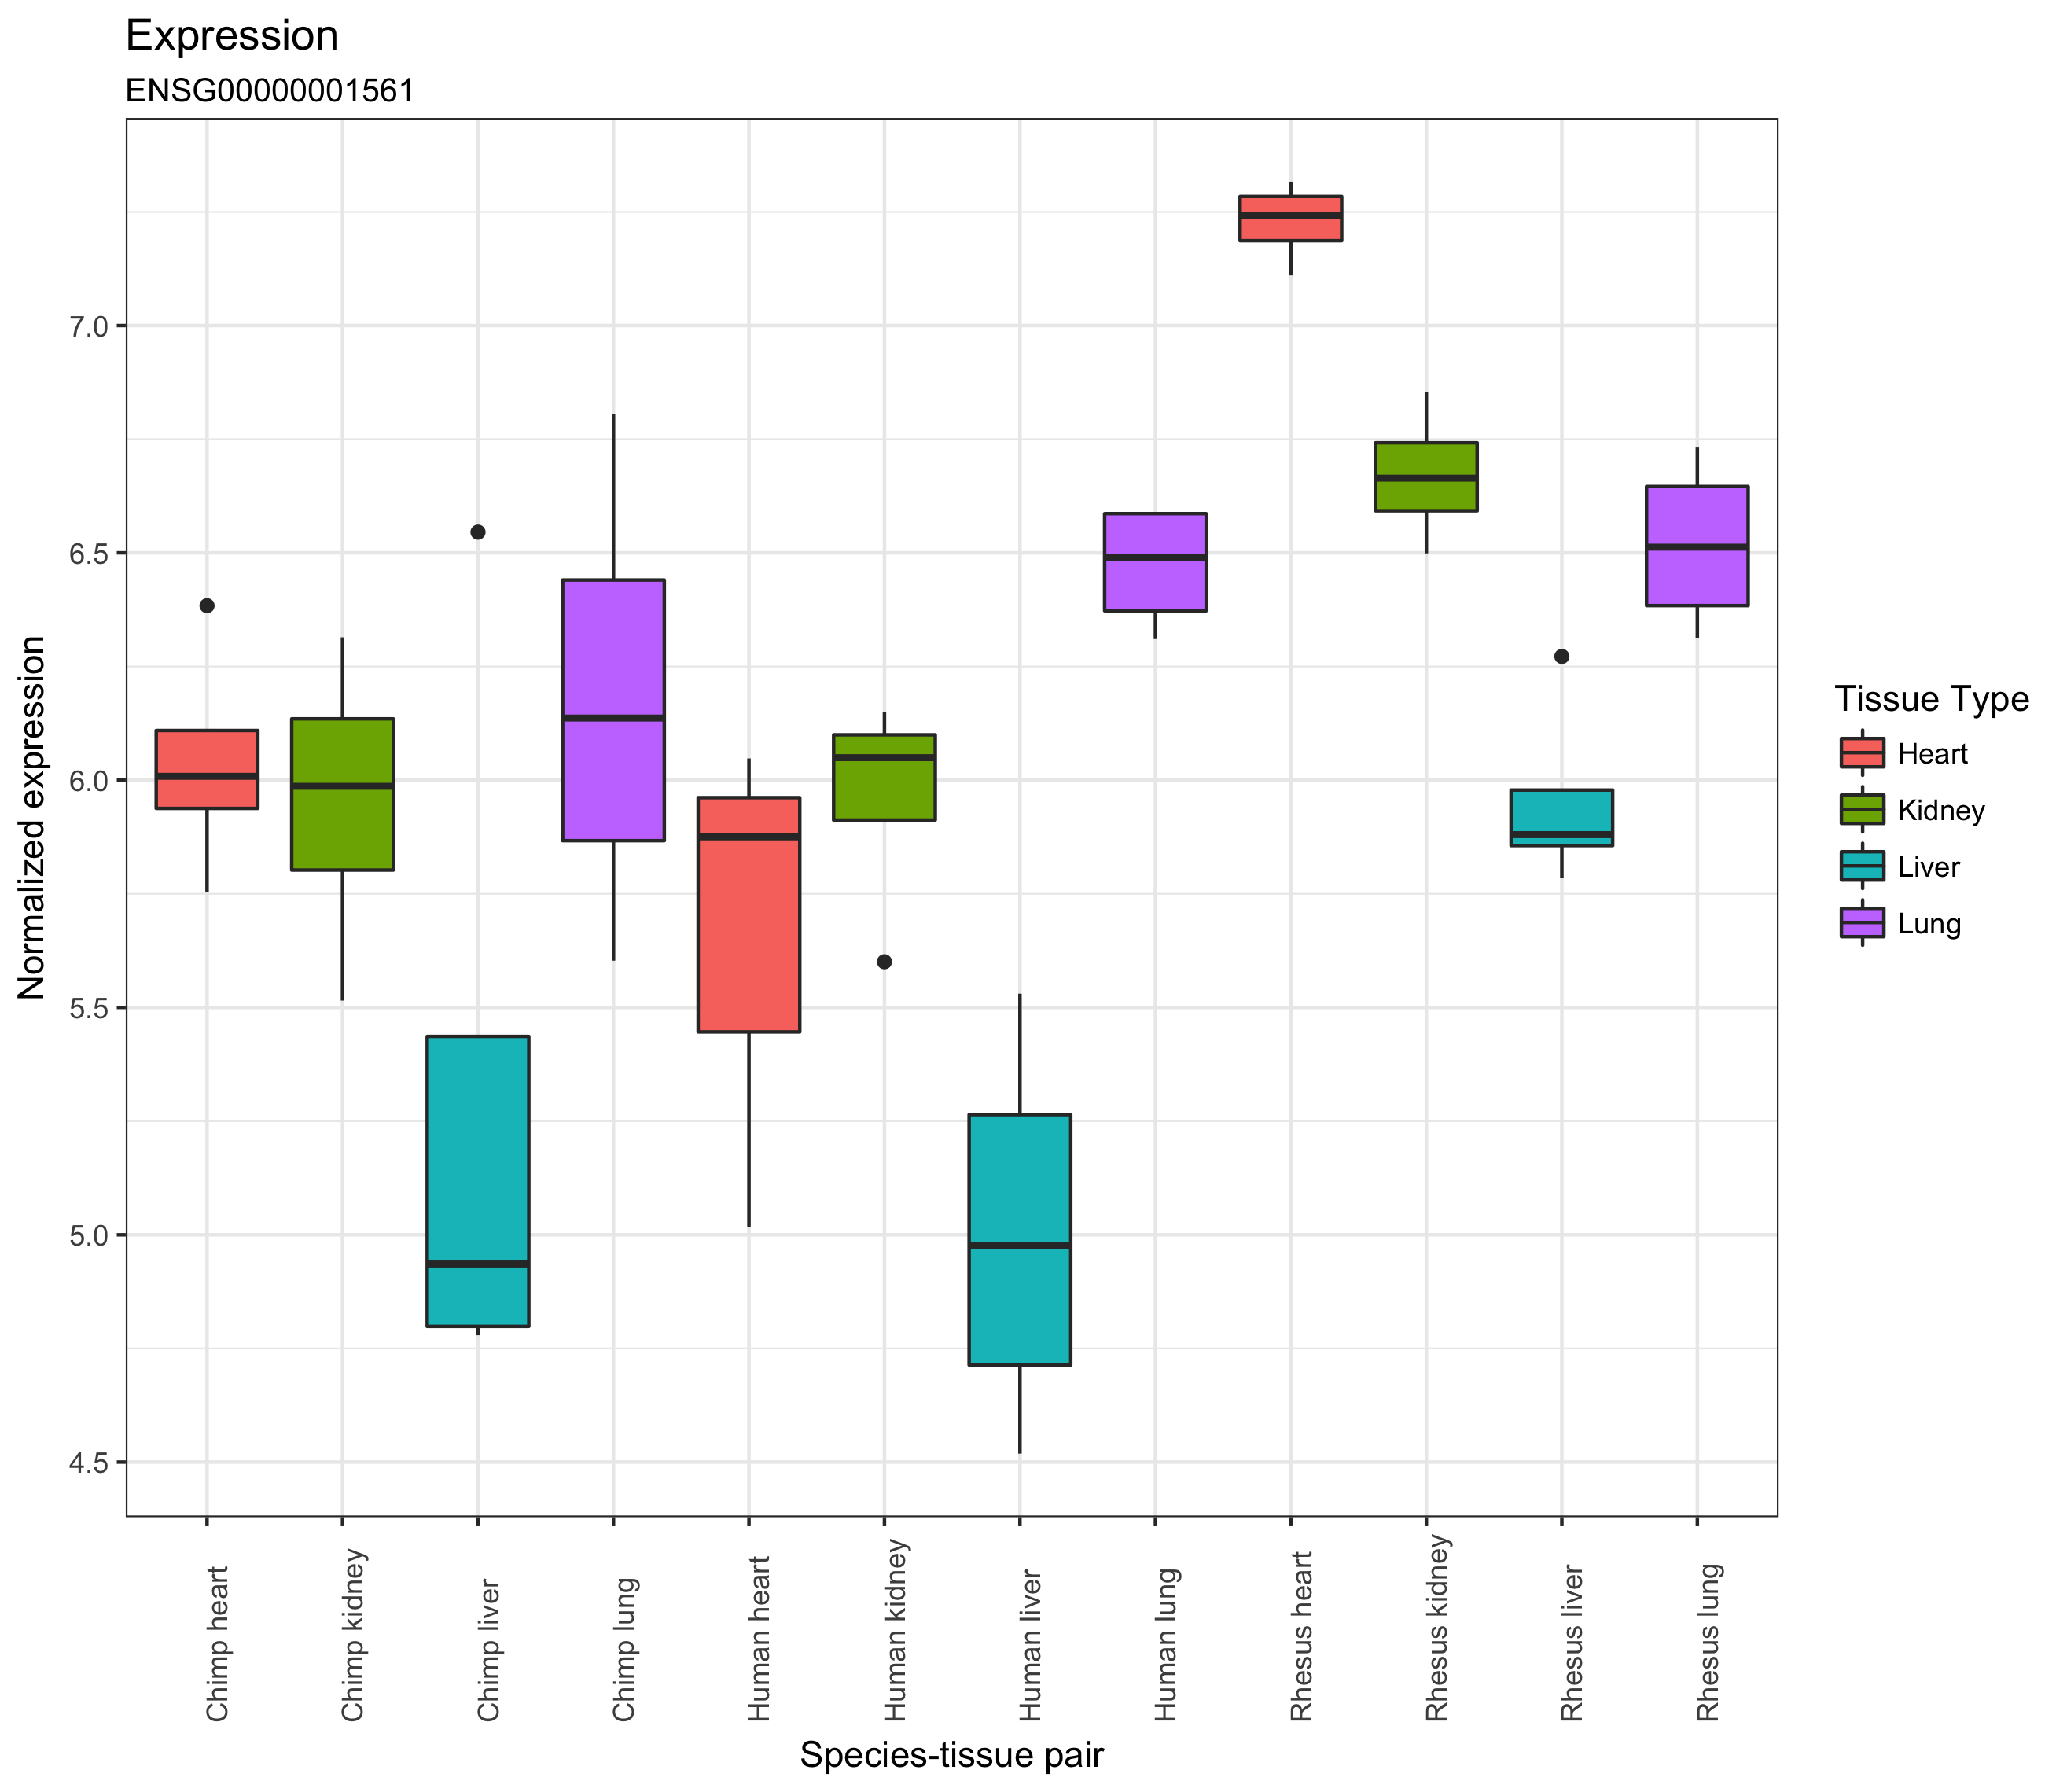 Expression
ENSG00000001561
Normalized expression
7.0
6.5
6.0
5.5
5.0
4.5
Chimp heart
Chimp kidney
Chimp liver
Chimp lung
Human heart
Human kidney
Human liver
Human lung
Rhesus heart
Rhesus kidney
Rhesus liver
Rhesus lung
Species-tissue pair
Tissue Type
Heart
Kidney
Liver
Lung